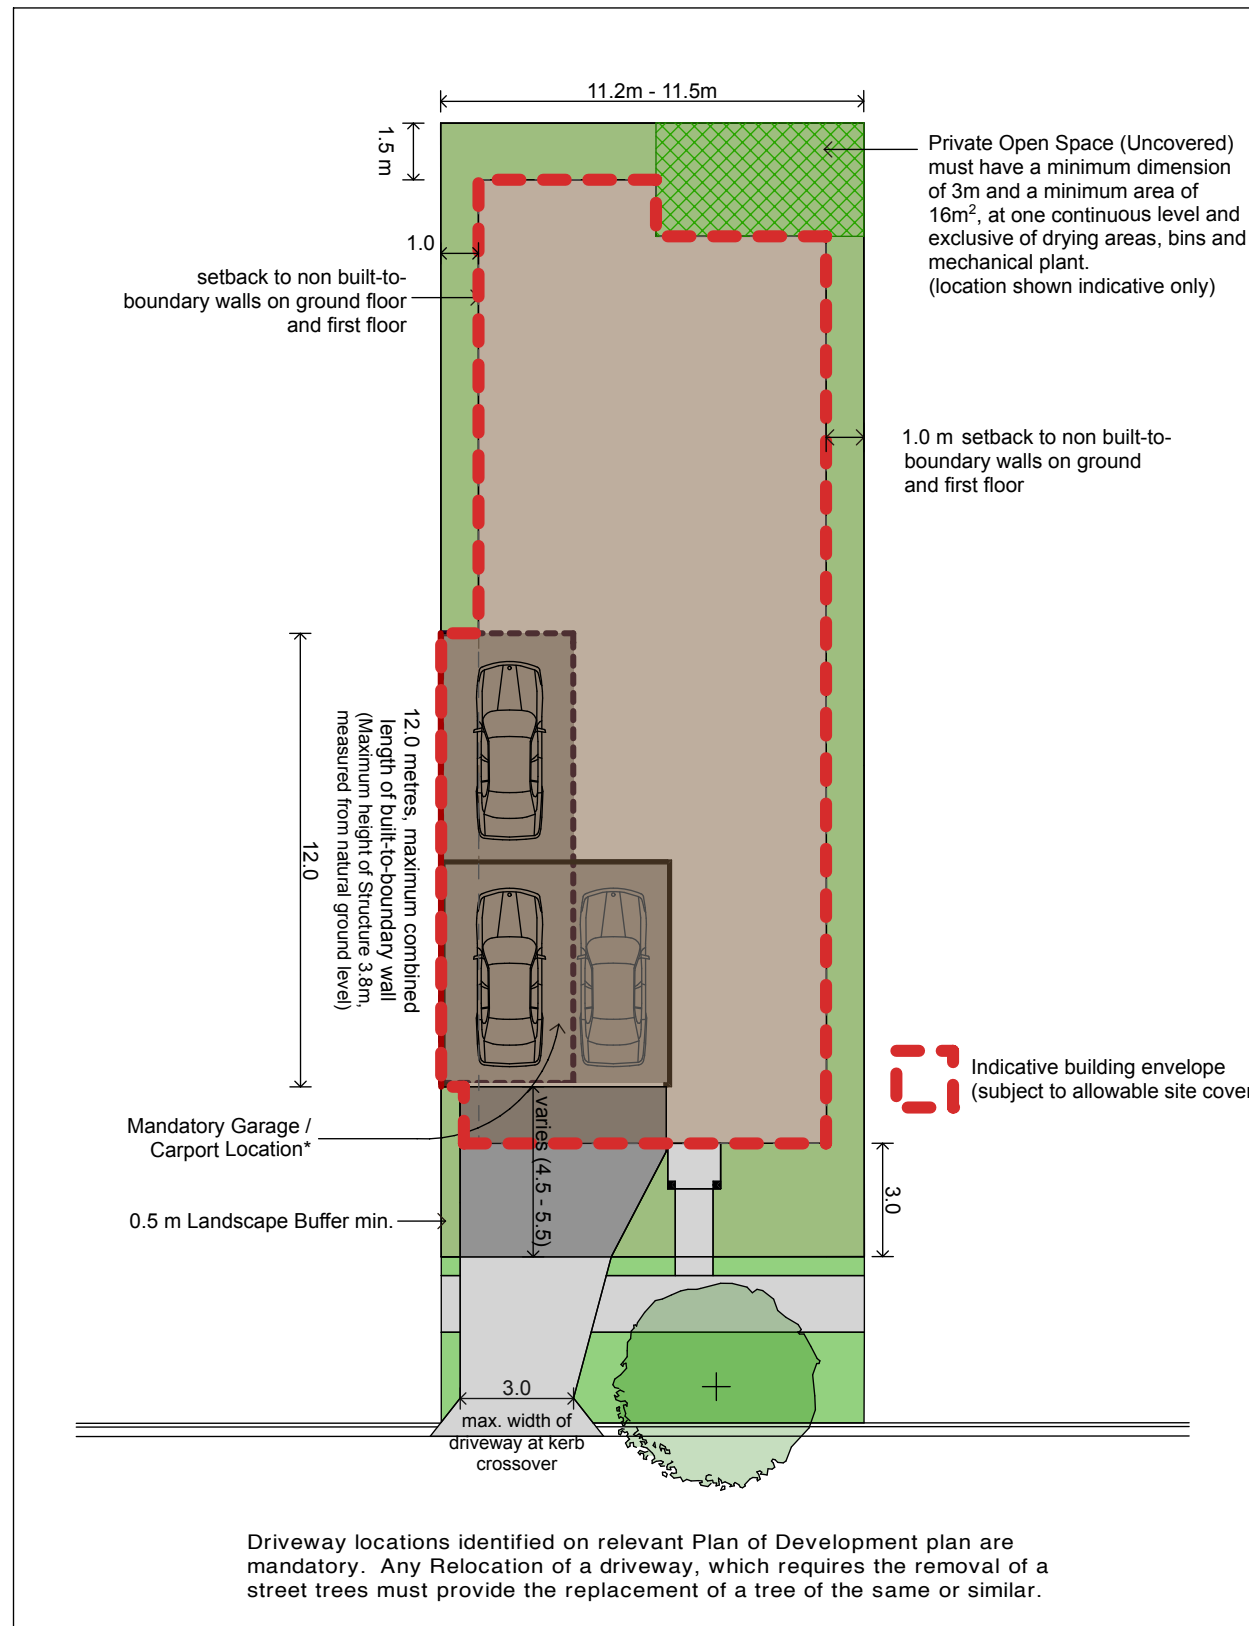 11.2m - 11.5m
1.5 m
Private Open Space (Uncovered)
must have a minimum dimension
of 3m and a minimum area of
16m², at one continuous level and
exclusive of drying areas, bins and
mechanical plant.
(location shown indicative only)
1.0
setback to non built-to-
boundary walls on ground floor
and first floor
1.0 m setback to non built-to-
boundary walls on ground
and first floor
12.0
12.0 metres, maximum combined
length of built-to-boundary wall
(Maximum height of Structure 3.8m,
measured from natural ground level)
Indicative building envelope
(subject to allowable site cover
Mandatory Garage /
Carport Location*
varies (4.5 - 5.5)
3.0
0.5 m Landscape Buffer min.
3.0
max. width of
driveway at kerb
crossover
Driveway locations identified on relevant Plan of Development plan are
mandatory. Any Relocation of a driveway, which requires the removal of a
street trees must provide the replacement of a tree of the same or similar.